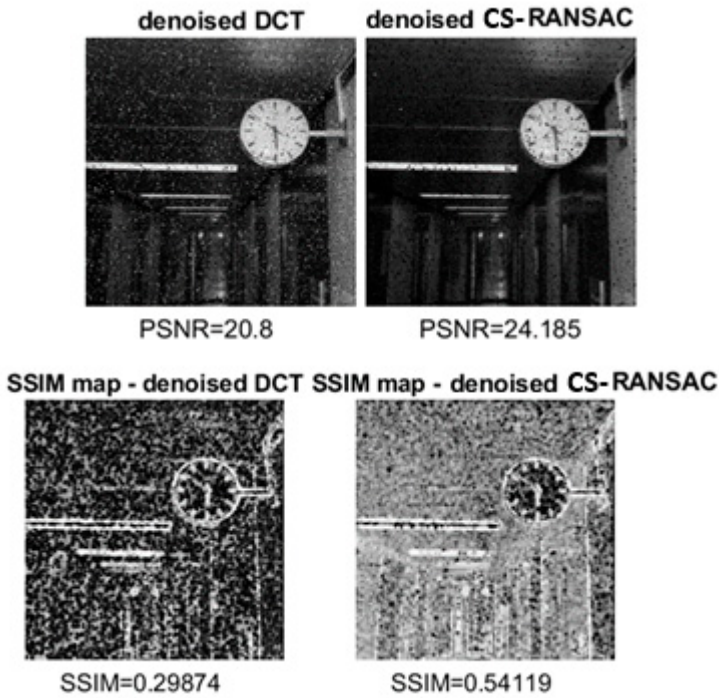 denoised DCT denoised CS-RANSAC
PSNR=20.8 PSNR=24.185
SSIM map - denoised DCT SSIM map - denoised CS-RANSAC
SSIM=0.29874 SSIM=0.54119